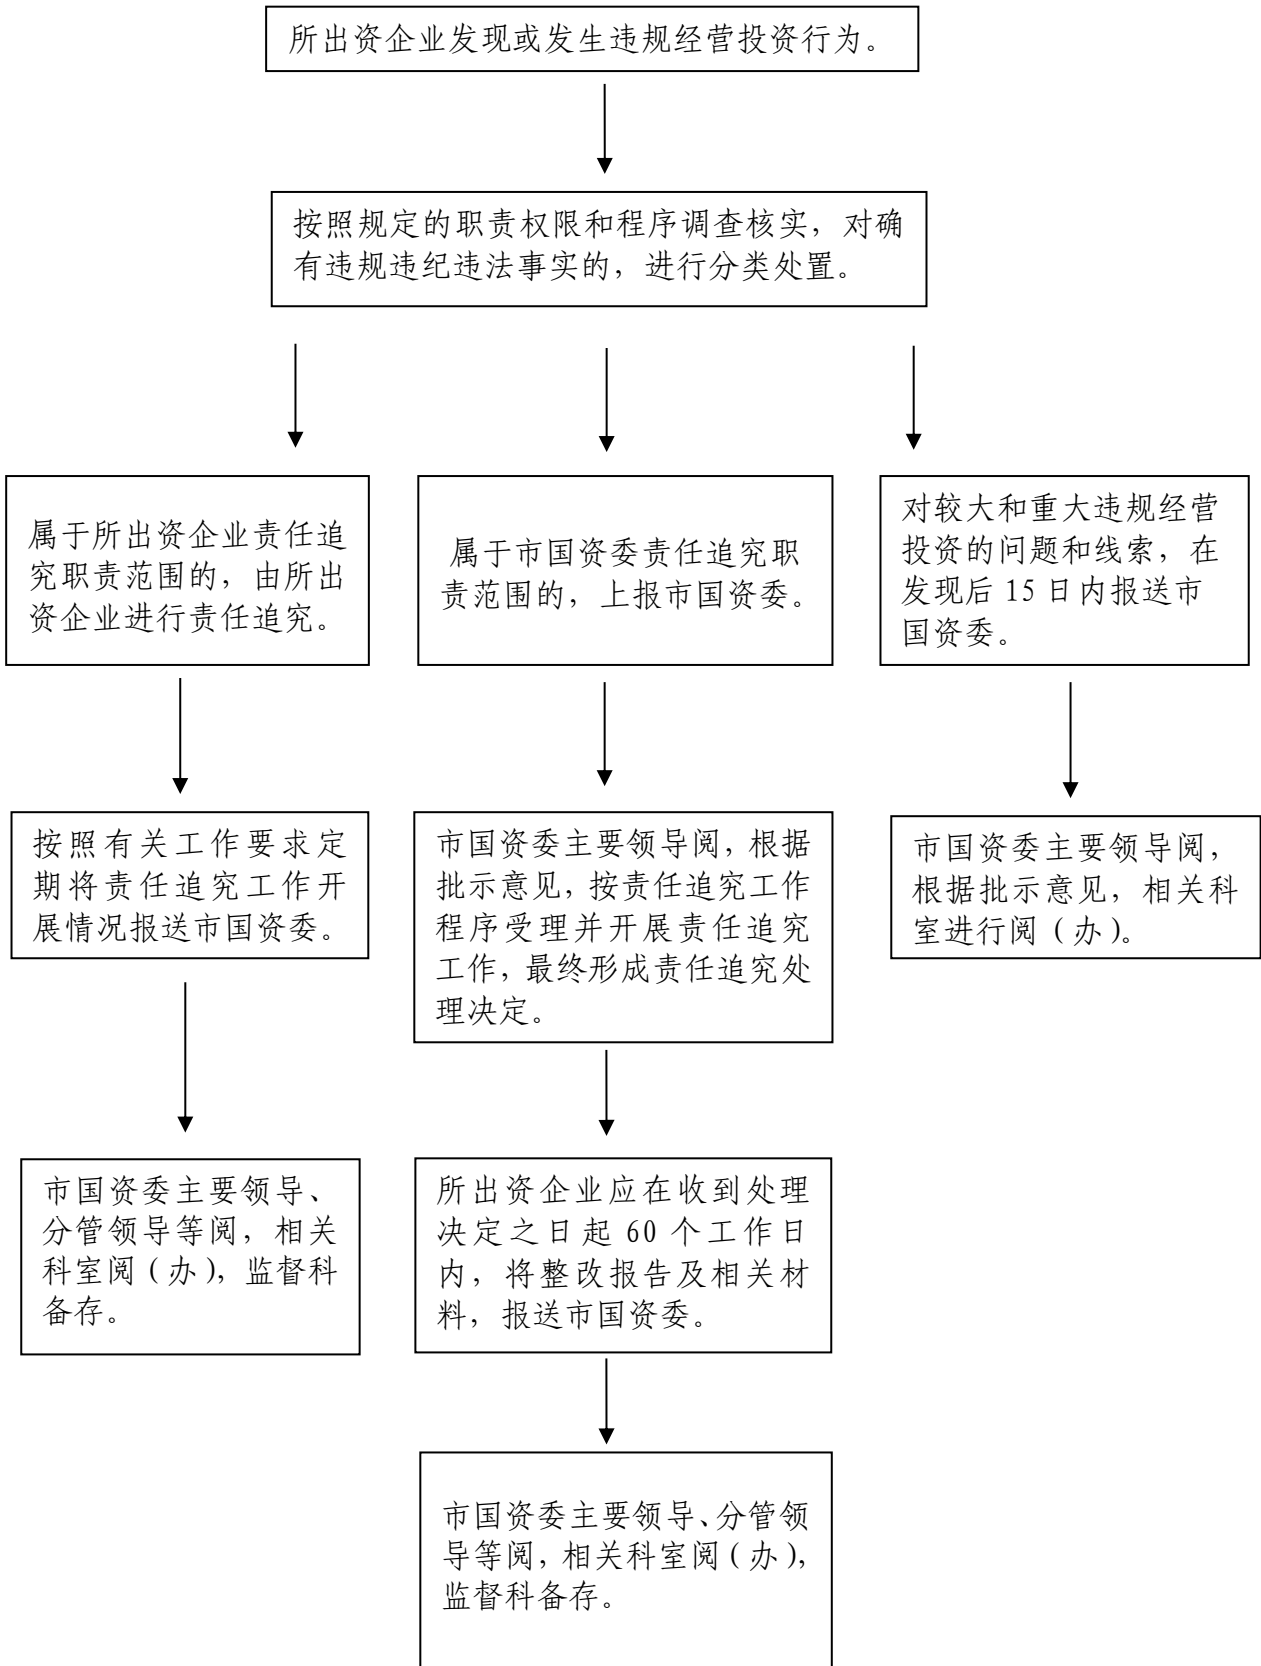 所出资企业发现或发生违规经营投资行为。
按照规定的职责权限和程序调查核实，对确
有违规违纪违法事实的，进行分类处置。
属于所出资企业责任追
究职责范围的，由所出
资企业进行责任追究。
属于市国资委责任追究职
责范围的，上报市国资委。
对较大和重大违规经营
投资的问题和线索，在
发现后 15 日内报送市
国资委。
按照有关工作要求定
期将责任追究工作开
展情况报送市国资委。
市国资委主要领导阅，根据
批示意见，按责任追究工作
程序受理并开展责任追究
工作，最终形成责任追究处
理决定。
市国资委主要领导阅，
根据批示意见，相关科
室进行阅（办）。
市国资委主要领导、
分管领导等阅，相关
科室阅（办），监督科
备存。
所出资企业应在收到处理
决定之日起 60 个工作日
内，将整改报告及相关材
料，报送市国资委。
市国资委主要领导、分管领
导等阅，相关科室阅（办），
监督科备存。